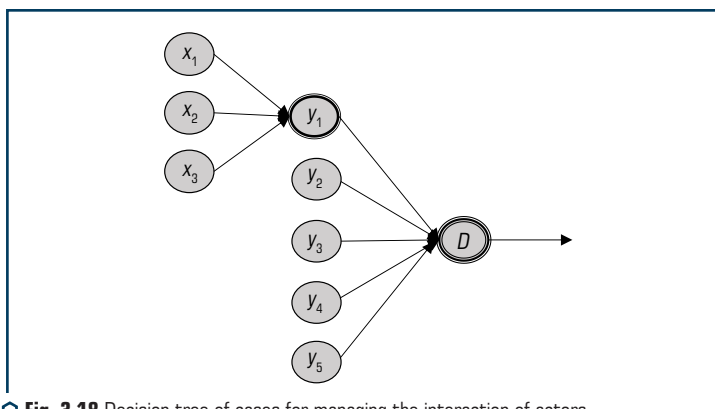 x₁
x₂
x₃
y₁
y₂
y₃
y₄
y₅
D
Fig. 3.18 Decision tree of cases for managing the interaction of actors